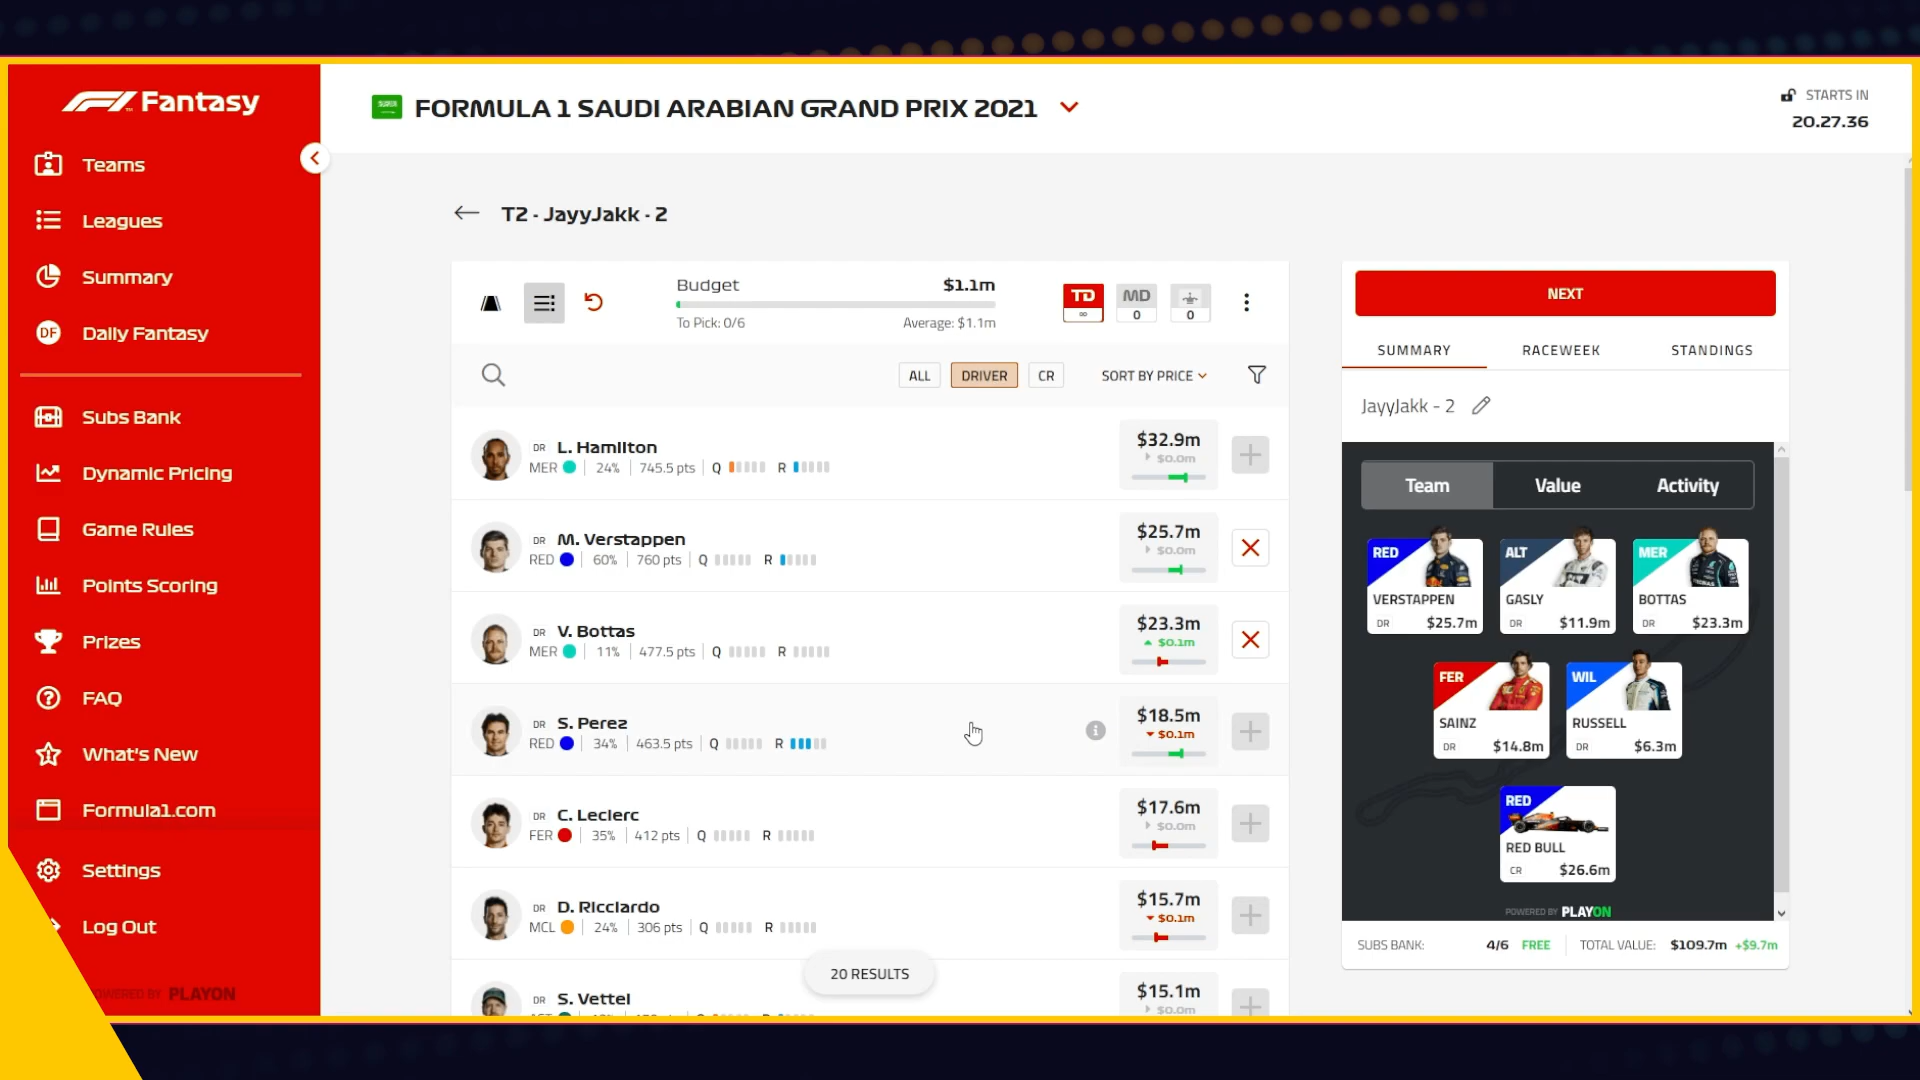 F1 Fantasy
Teams
Leagues
Summary
DF Daily Fantasy
Subs Bank
Dynamic Pricing
Game Rules
Points Scoring
Prizes
FAQ
What's New
Formula1.com
Settings
Log Out
POWERED BY PLAYON
FORMULA 1 SAUDI ARABIAN GRAND PRIX 2021
STARTS IN
20.27.36
T2 - JayyJakk - 2
Budget $1.1m
To Pick: 0/6 Average: $1.1m
TD MD
∞ 0 0
ALL DRIVER CR SORT BY PRICE
DR L. Hamilton
MER 24% 745.5 pts Q R
$32.9m
$0.0m
DR M. Verstappen
RED 60% 760 pts Q R
$25.7m
$0.0m
DR V. Bottas
MER 11% 477.5 pts Q R
$23.3m
$0.1m
DR S. Perez
RED 34% 463.5 pts Q R
$18.5m
$0.1m
DR C. Leclerc
FER 35% 412 pts Q R
$17.6m
$0.0m
DR D. Ricciardo
MCL 24% 306 pts Q R
$15.7m
$0.1m
DR S. Vettel
$15.1m
$0.0m
20 RESULTS
NEXT
SUMMARY RACEWEEK STANDINGS
JayyJakk - 2
Team Value Activity
RED ALT MER
VERSTAPPEN GASLY BOTTAS
DR $25.7m DR $11.9m DR $23.3m
FER WIL
SAINZ RUSSELL
DR $14.8m DR $6.3m
RED
RED BULL
CR $26.6m
POWERED BY PLAYON
SUBS BANK: 4/6 FREE TOTAL VALUE: $109.7m +$9.7m